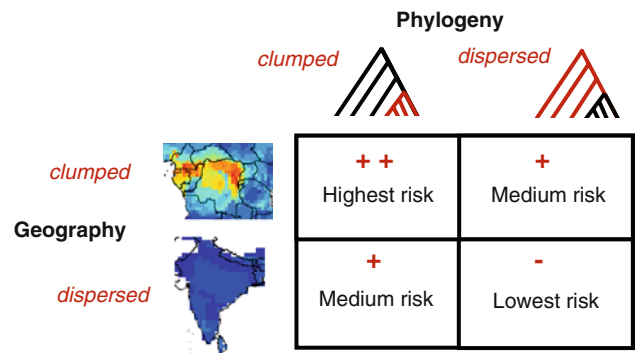 Phylogeny
clumped dispersed
clumped
+ + +
Highest risk Medium risk
Geography
+ -
dispersed
Medium risk Lowest risk